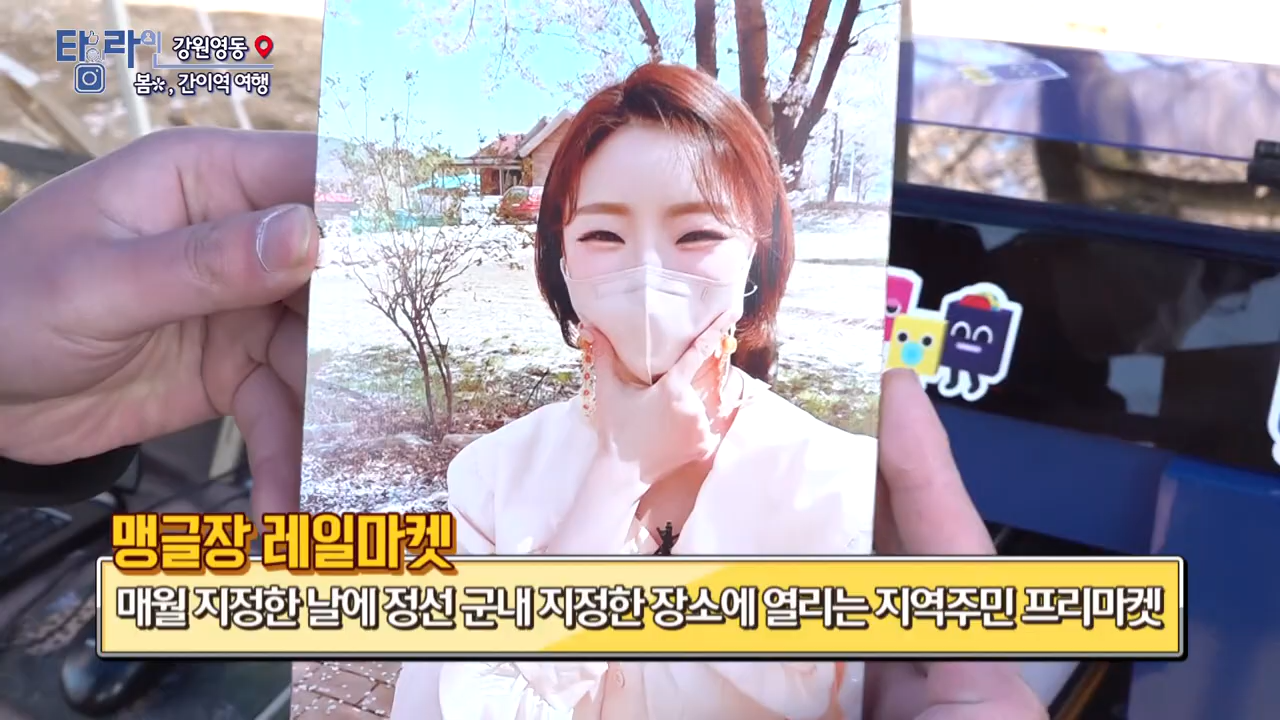 타임라인 강원영동
봄, 간이역 여행
맹글장 레일마켓
매월 지정한 날에 정선 군내 지정한 장소에 열리는 지역주민 프리마켓